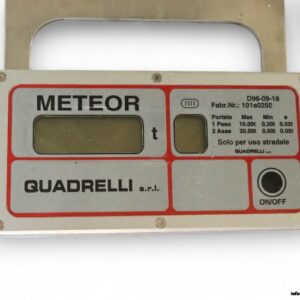 METEOR
t
D96-09-18
Fabr.Nr.: 101a0250
Portata Max Min e
1 Peso 10.00t 0.20t 0.02t
2 Asse 20.00t 0.50t 0.05t
Solo per uso stradale
QUADRELLI s.r.l.
QUADRELLI s.r.l.
ON/OFF